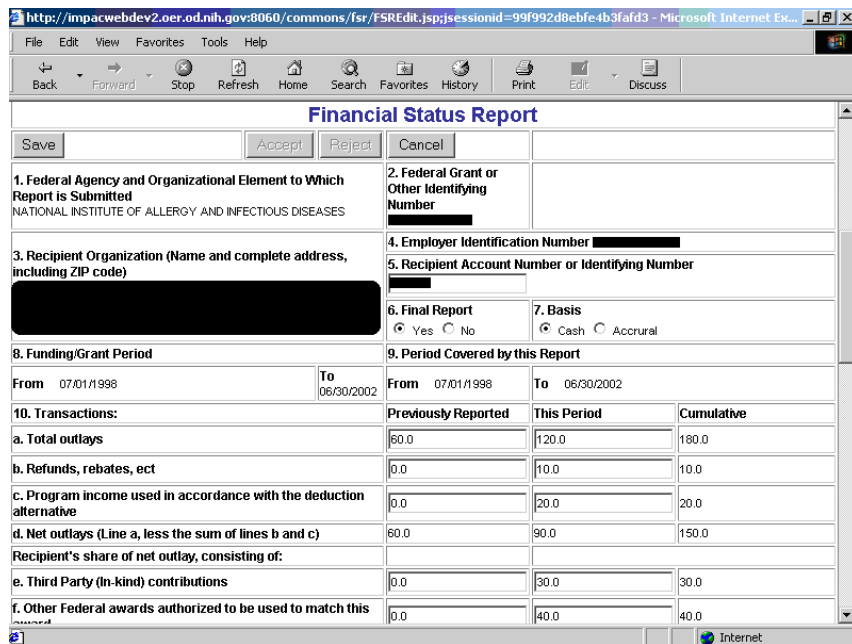 http://impacwebdev2.oer.od.nih.gov:8060/commons/fsr/FSREdit.jsp;jsessionid=99f992d8ebfe4b3fafd3 - Microsoft Internet Ex...
File Edit View Favorites Tools Help
Back Forward Stop Refresh Home Search Favorites History Print Edit Discuss
Financial Status Report
Save Accept Reject Cancel
1. Federal Agency and Organizational Element to Which
Report is Submitted
NATIONAL INSTITUTE OF ALLERGY AND INFECTIOUS DISEASES
2. Federal Grant or
Other Identifying
Number
3. Recipient Organization (Name and complete address,
including ZIP code)
4. Employer Identification Number
5. Recipient Account Number or Identifying Number
6. Final Report
Yes No
7. Basis
Cash Accrural
8. Funding/Grant Period
9. Period Covered by this Report
From 07/01/1998
To
06/30/2002
From 07/01/1998
To 06/30/2002
10. Transactions: Previously Reported This Period Cumulative
a. Total outlays 60.0 120.0 180.0
b. Refunds, rebates, ect 0.0 10.0 10.0
c. Program income used in accordance with the deduction
alternative 0.0 20.0 20.0
d. Net outlays (Line a, less the sum of lines b and c) 60.0 90.0 150.0
Recipient's share of net outlay, consisting of:
e. Third Party (In-kind) contributions 0.0 30.0 30.0
f. Other Federal awards authorized to be used to match this
award 0.0 40.0 40.0
Internet